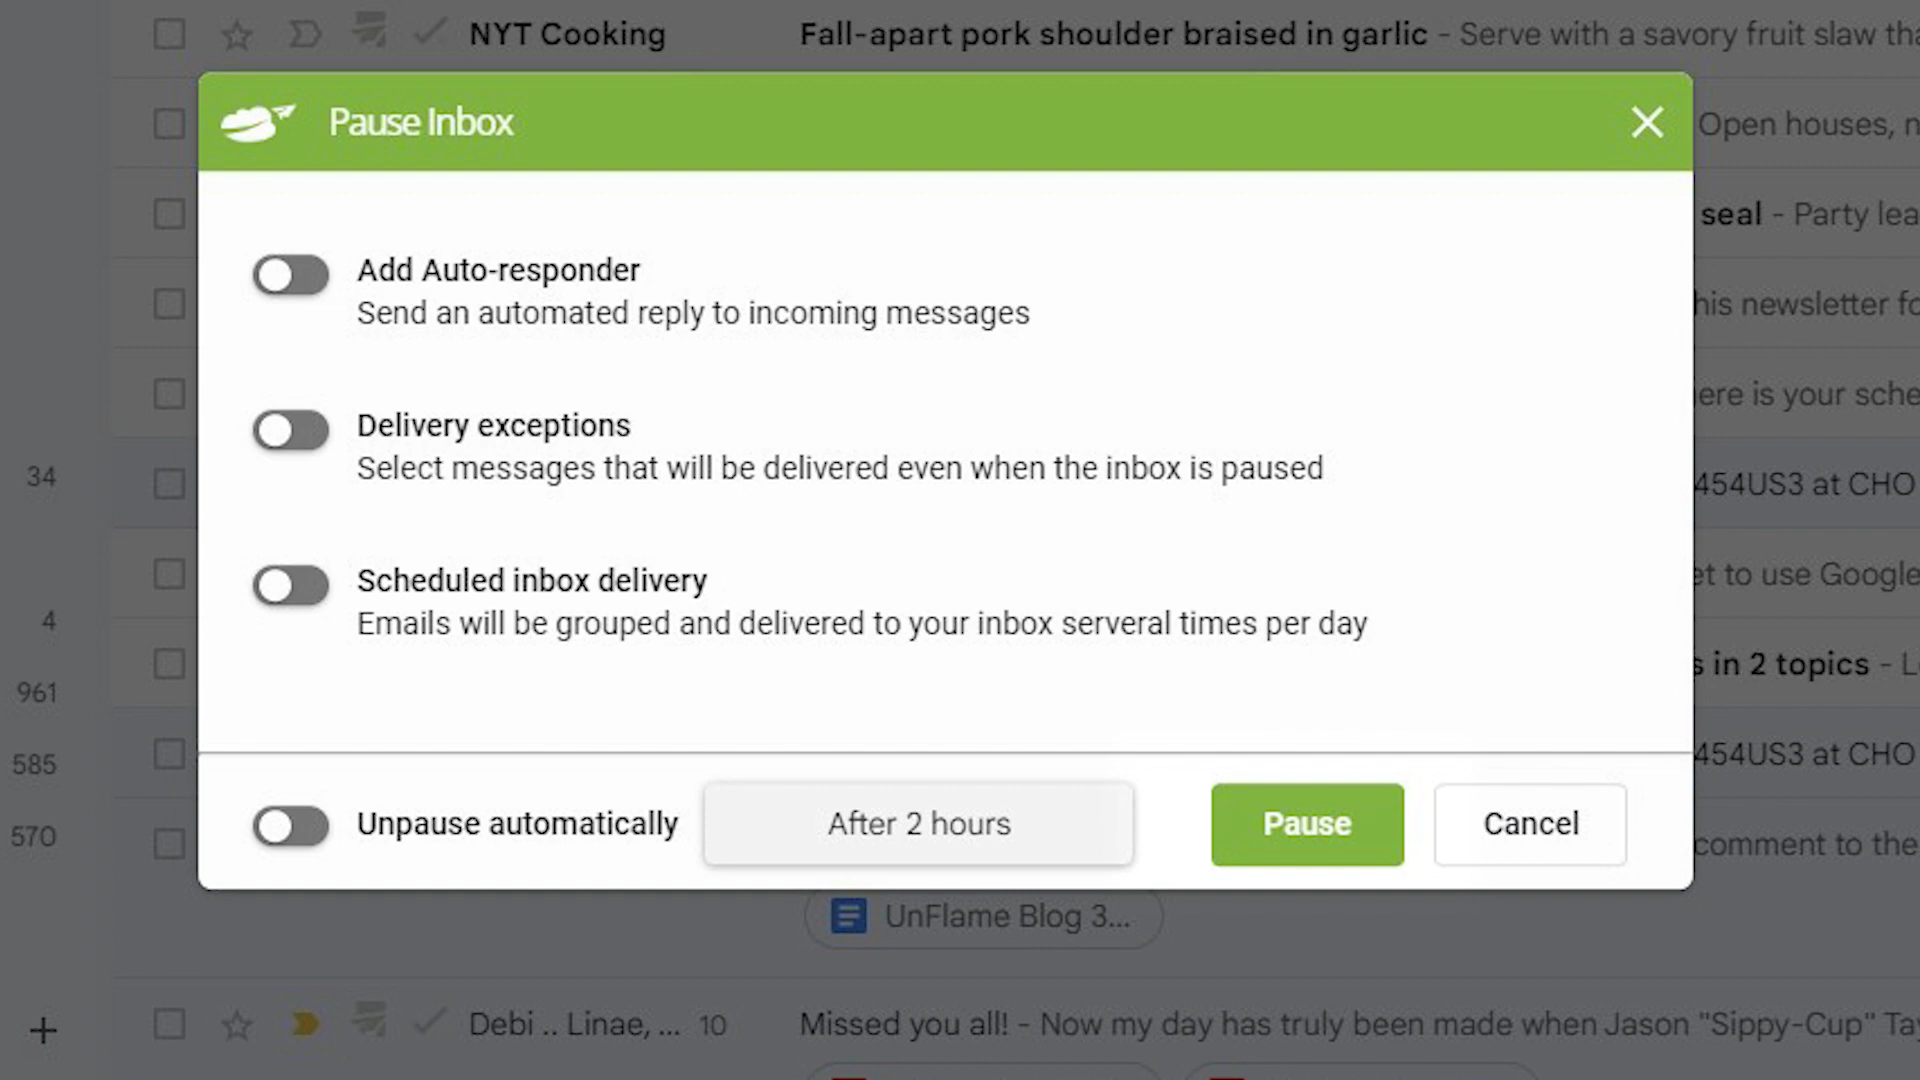 NYT Cooking Fall-apart pork shoulder braised in garlic - Serve with a savory fruit slaw tha
Pause Inbox
Open houses, n
seal - Party lea
Add Auto-responder
Send an automated reply to incoming messages
his newsletter fo
ere is your sche
Delivery exceptions
Select messages that will be delivered even when the inbox is paused
34
454US3 at CHO
Scheduled inbox delivery
Emails will be grouped and delivered to your inbox serveral times per day
et to use Google
4
s in 2 topics - L
961
585
454US3 at CHO
Unpause automatically After 2 hours Pause Cancel
570
comment to the
UnFlame Blog 3...
Debi .. Linae, ... 10 Missed you all! - Now my day has truly been made when Jason "Sippy-Cup" Tay